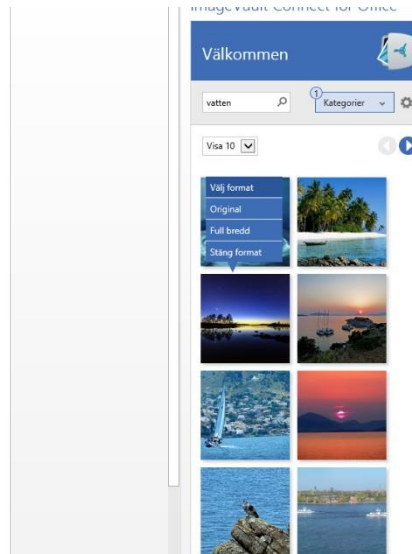 ImageVault Connect for Office
Välkommen
vatten
1
Kategorier
Visa 10
Välj format
Original
Full bredd
Stäng format